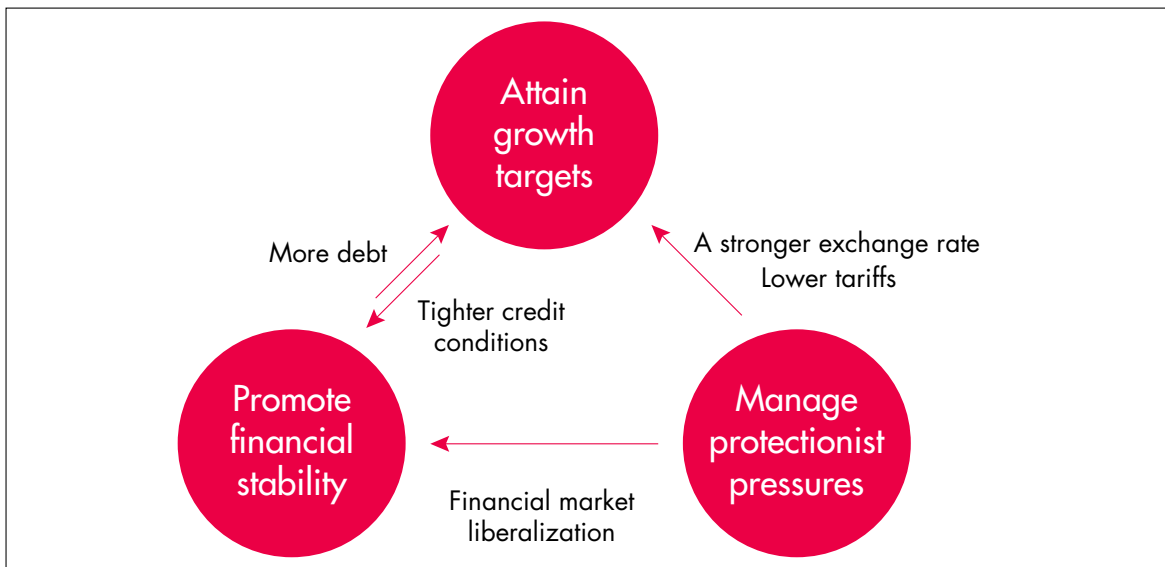 Attain
growth
targets
More debt
A stronger exchange rate
Lower tariffs
Tighter credit
conditions
Promote
financial
stability
Manage
protectionist
pressures
Financial market
liberalization